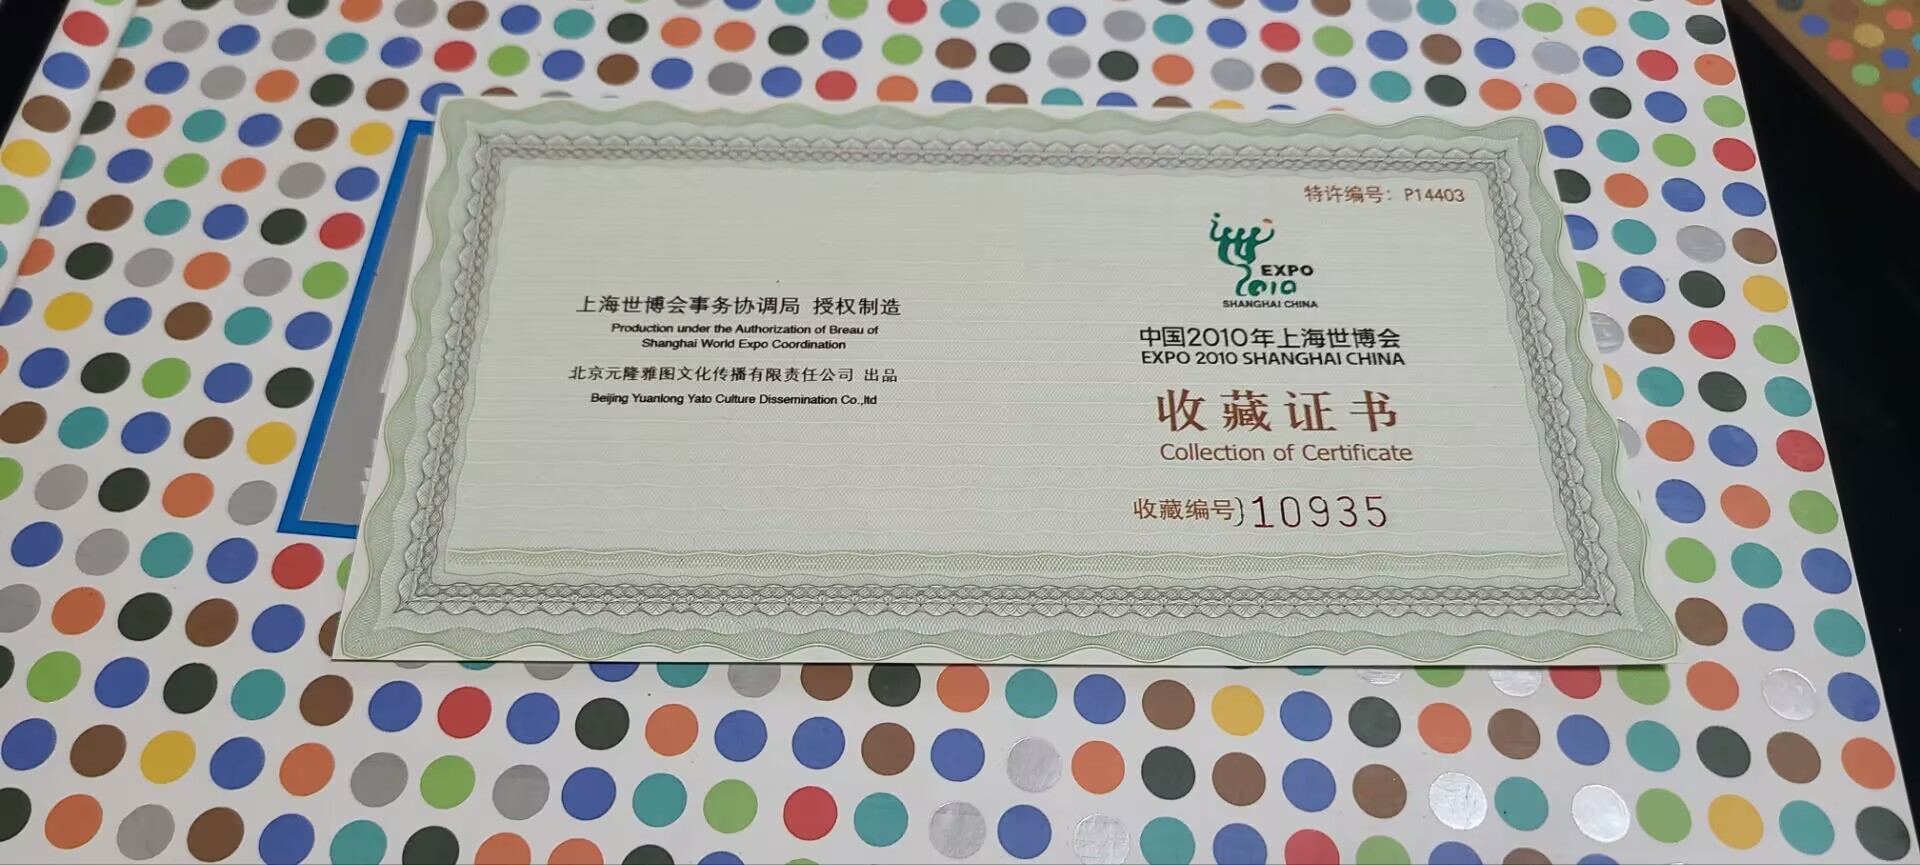 上海世博会事务协调局 授权制造
Production under the Authorization of Breau of
Shanghai World Expo Coordination
北京元隆雅图文化传播有限责任公司 出品
Beijing Yuanlong Yato Culture Dissemination Co.,ltd
特许编号：P14403
EXPO
2010
SHANGHAI CHINA
中国2010年上海世博会
EXPO 2010 SHANGHAI CHINA
收藏证书
Collection of Certificate
收藏编号)10935